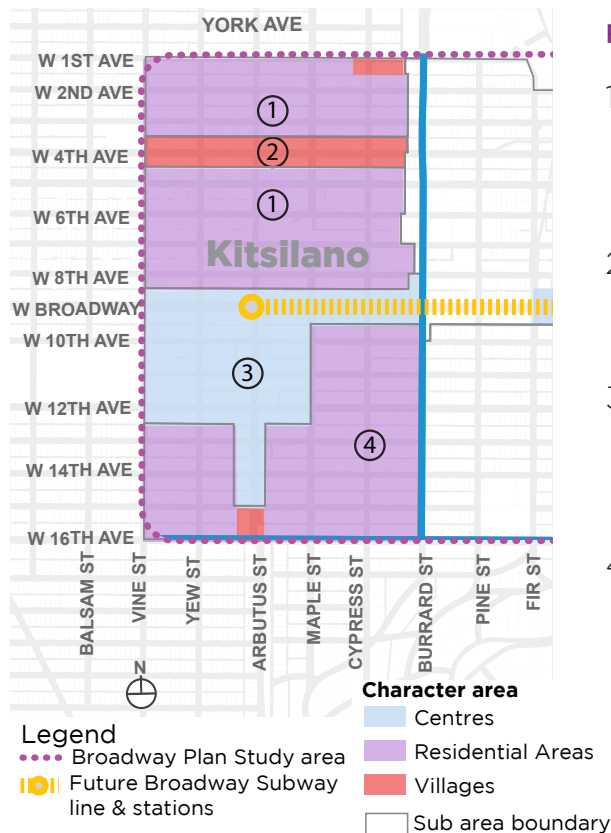 YORK AVE
W 1ST AVE
W 2ND AVE
1
W 4TH AVE
2
1
W 6TH AVE
Kitsilano
W 8TH AVE
W BROADWAY
W 10TH AVE
3
W 12TH AVE
4
W 14TH AVE
W 16TH AVE
BALSAM ST
VINE ST
YEW ST
ARBUTUS ST
MAPLE ST
CYPRESS ST
BURRARD ST
PINE ST
FIR ST
N
Legend
Broadway Plan Study area
Future Broadway Subway
line & stations
Character area
Centres
Residential Areas
Villages
Sub area boundary